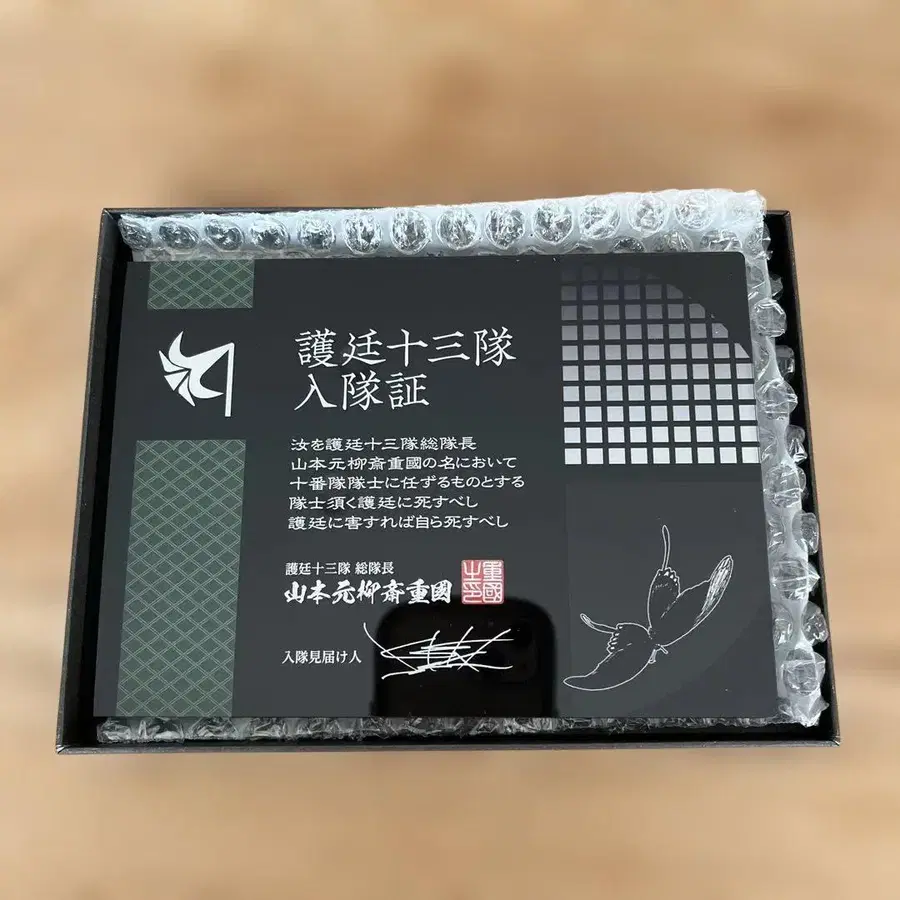 護廷十三隊
入隊証
汝を護廷十三隊総隊長
山本元柳斎重國の名において
十番隊隊士に任ずるものとする
隊士須く護廷に死すべし
護廷に害すれば自ら死すべし
護廷十三隊 総隊長
山本元柳斎重國
重國之印
入隊見届け人